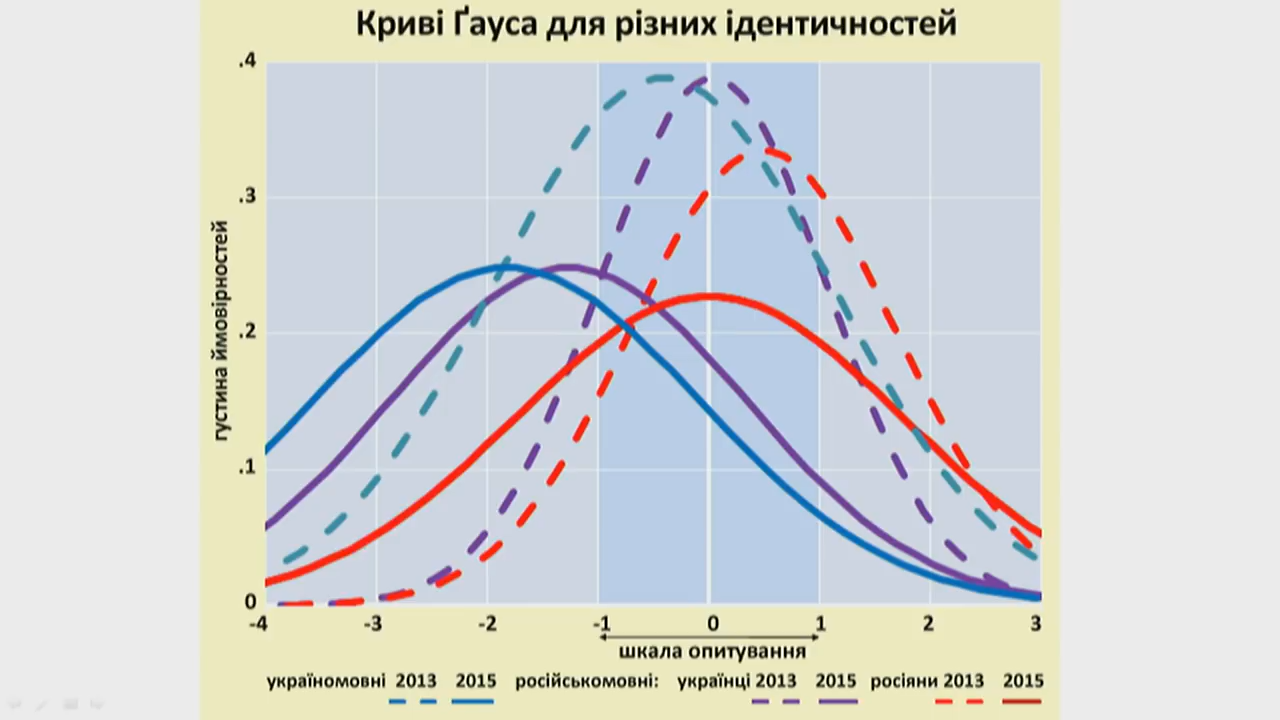 Криві Ґауса для різних ідентичностей
густина ймовірностей
.4
.3
.2
.1
0
-4 -3 -2 -1 0 1 2 3
шкала опитування
україномовні 2013 2015 російськомовні: українці 2013 2015 росіяни 2013 2015